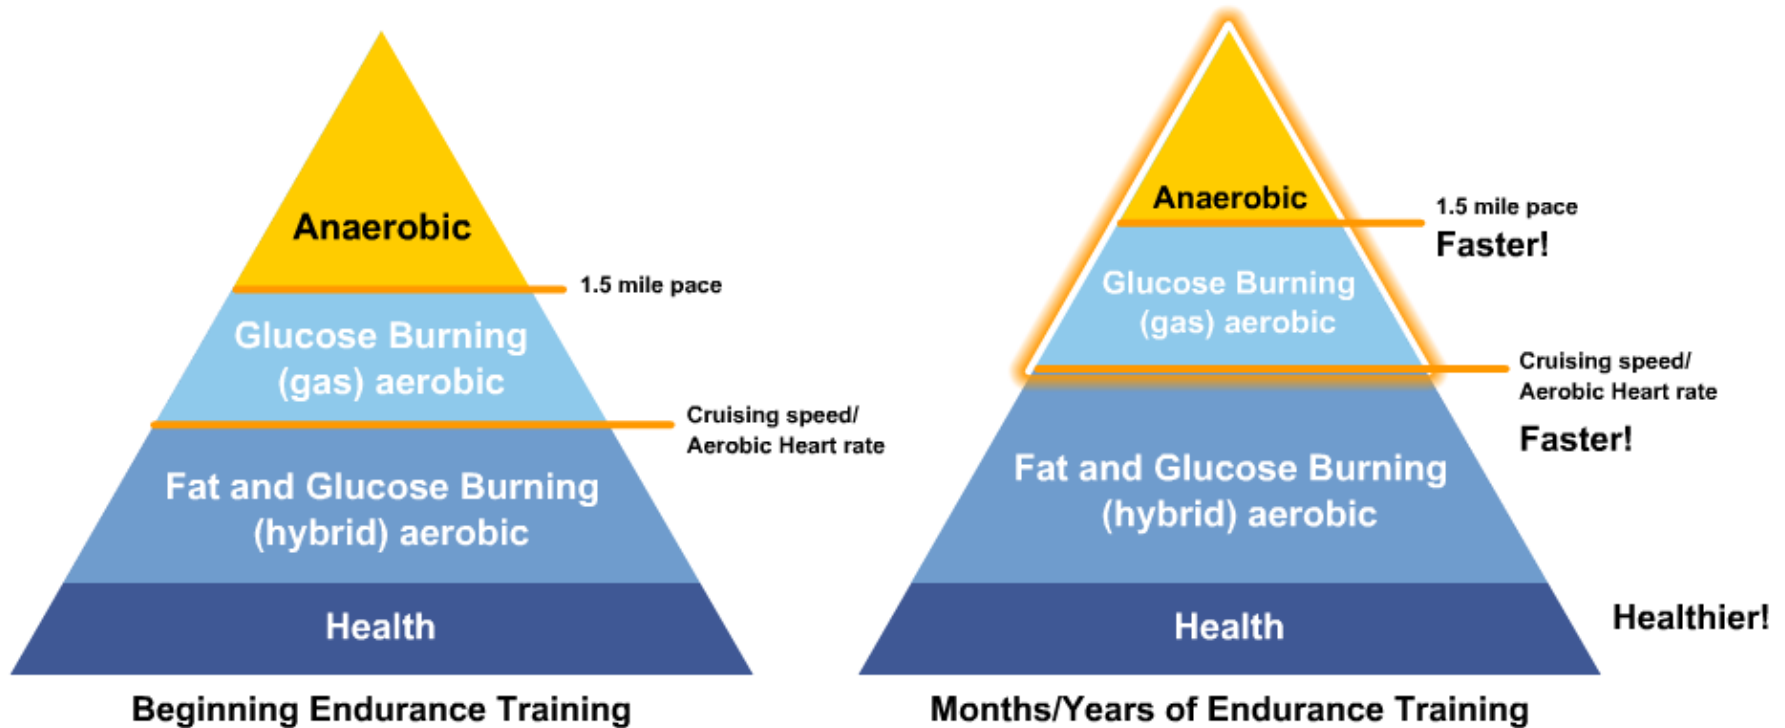 Anaerobic
1.5 mile pace
Glucose Burning
(gas) aerobic
Cruising speed/
Aerobic Heart rate
Fat and Glucose Burning
(hybrid) aerobic
Health
Beginning Endurance Training
Anaerobic
1.5 mile pace
Faster!
Glucose Burning
(gas) aerobic
Cruising speed/
Aerobic Heart rate
Faster!
Fat and Glucose Burning
(hybrid) aerobic
Health
Healthier!
Months/Years of Endurance Training